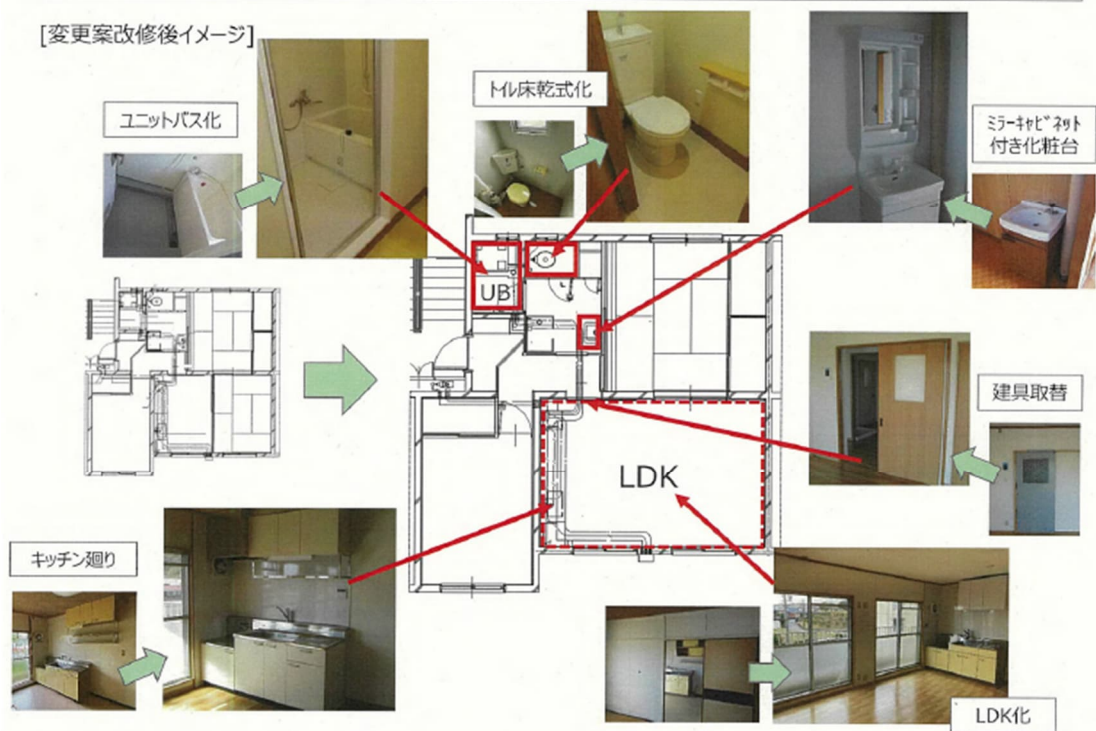 [変更案改修後イメージ]
ユニットバス化
トイレ床乾式化
ミラーキャビネット
付き化粧台
UB
建具取替
LDK
キッチン廻り
LDK化